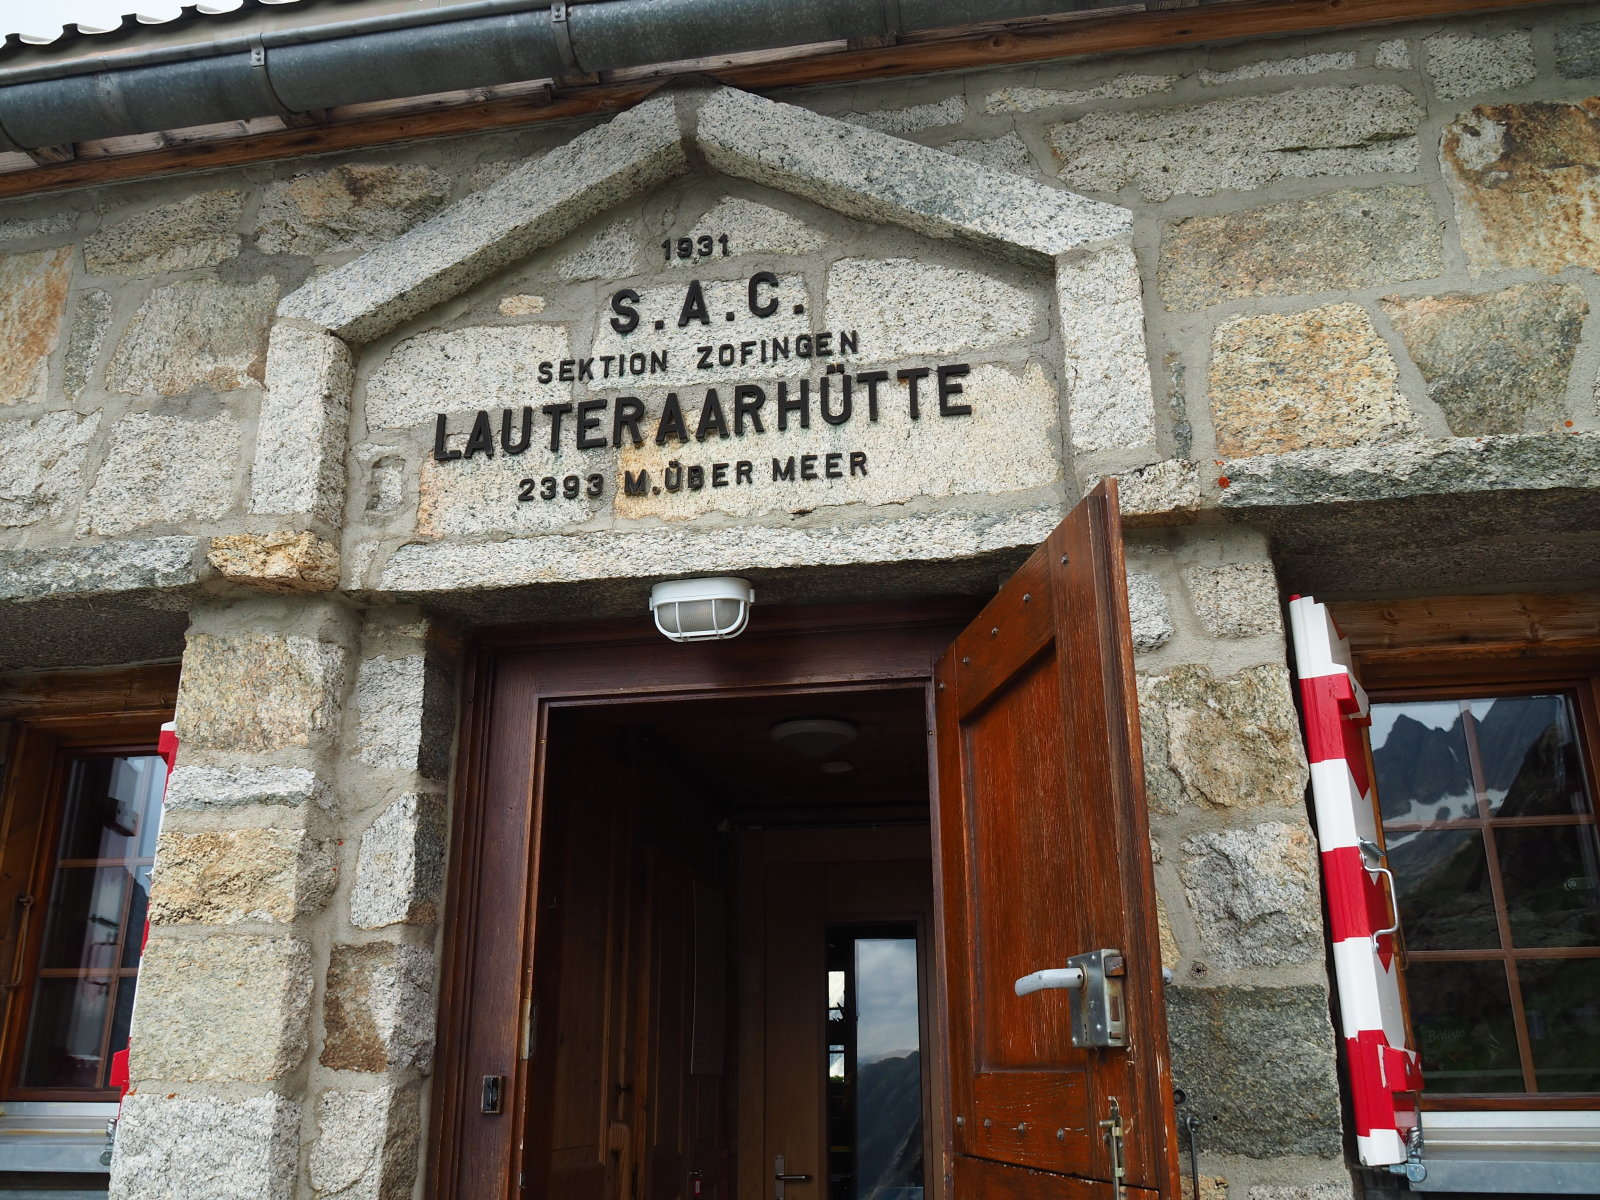 1931
S.A.C.
SEKTION ZOFINGEN
LAUTERAARHÜTTE
2393 M.ÜBER MEER